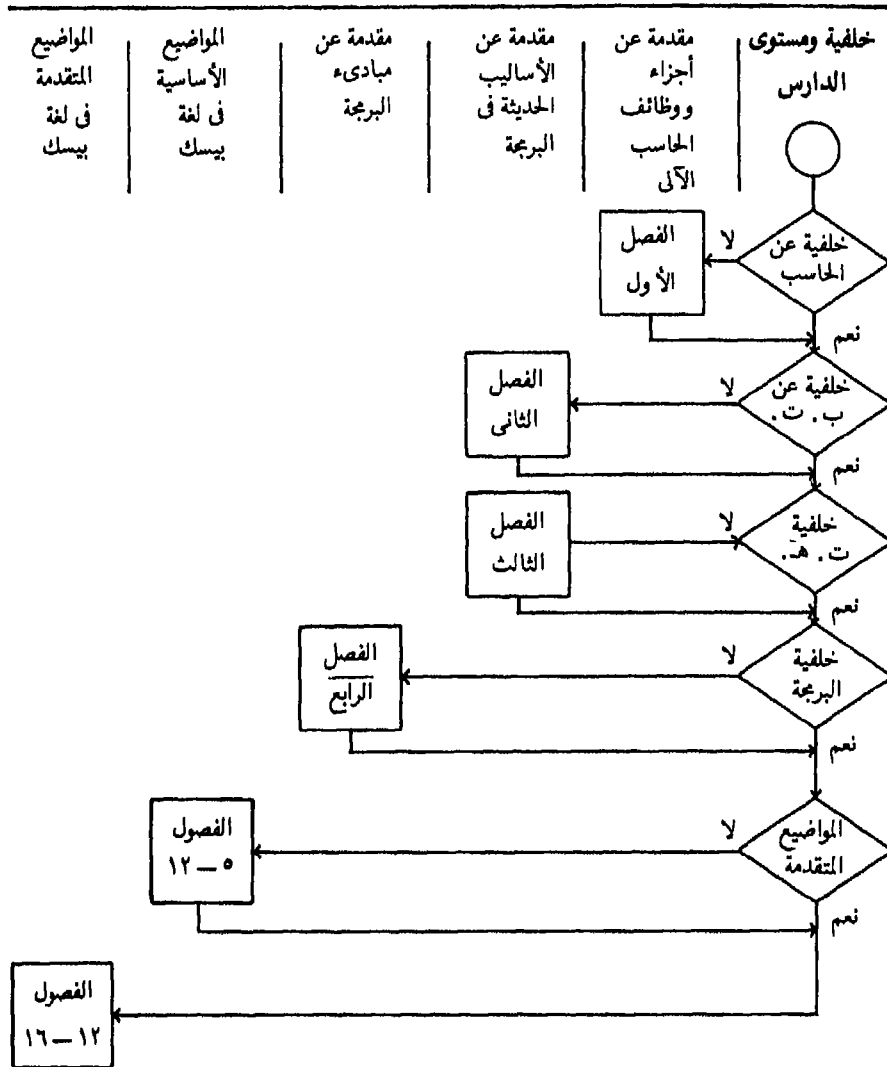 خلفية ومستوى
الدارس
مقدمة عن
أجزاء
ووظائف
الحاسب
الآلى
مقدمة عن
الأساليب
الحديثة فى
البرمجة
مقدمة عن
مبادىء
البرمجة
المواضيع
الأساسية
فى لغة
بيسك
المواضيع
المتقدمة
فى لغة
بيسك
خلفية عن
الحاسب
لا
الفصل
الأول
نعم
خلفية عن
ب. ت.
لا
الفصل
الثانى
نعم
خلفية
ت. هـ.
لا
الفصل
الثالث
نعم
خلفية
البرمجة
لا
الفصل
الرابع
نعم
المواضيع
المتقدمة
لا
الفصول
٥ – ١٢
نعم
الفصول
١٢ – ١٦